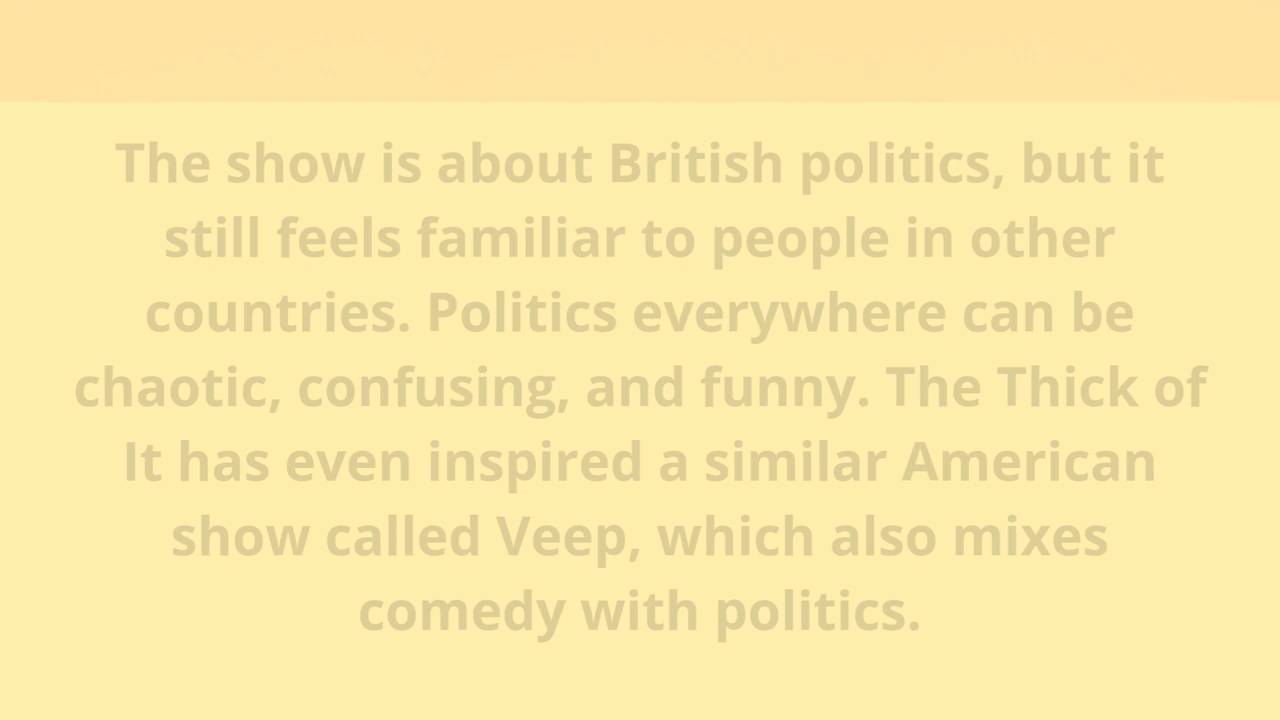 The show is about British politics, but it
still feels familiar to people in other
countries. Politics everywhere can be
chaotic, confusing, and funny. The Thick of
It has even inspired a similar American
show called Veep, which also mixes
comedy with politics.